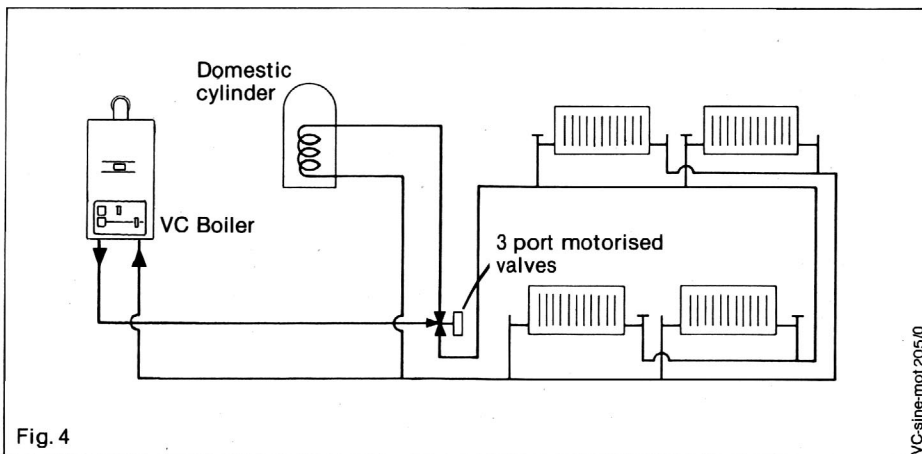 Domestic
cylinder
VC Boiler
3 port motorised
valves
Fig. 4
VC-sine-mot 205/0